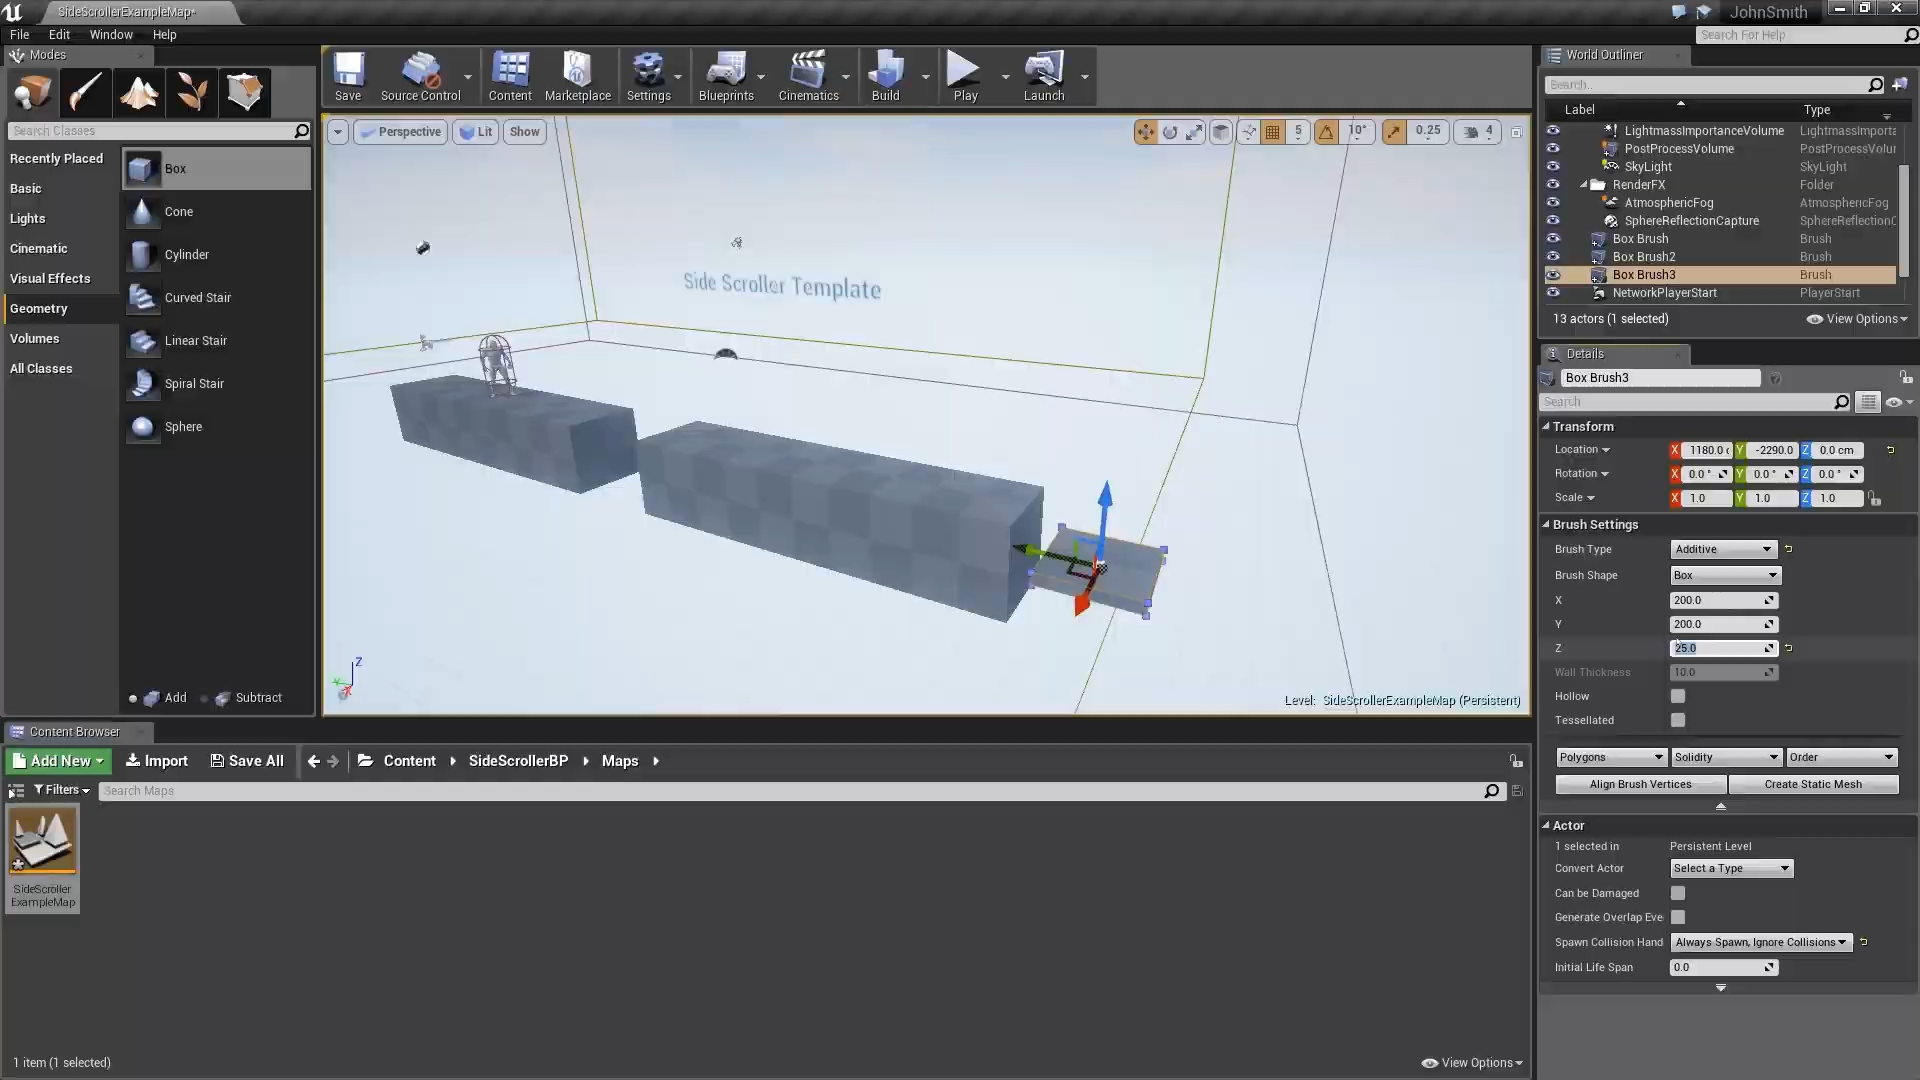 SideScrollerExampleMap*
JohnSmith
File Edit Window Help
Search For Help
Modes
Save
Source Control
Content
Marketplace
Settings
Blueprints
Cinematics
Build
Play
Launch
World Outliner
Search...
Label Type
Search Classes
Recently Placed
Basic
Lights
Cinematic
Visual Effects
Geometry
Volumes
All Classes
Box
Cone
Cylinder
Curved Stair
Linear Stair
Spiral Stair
Sphere
Add Subtract
Perspective Lit Show
5 10° 0.25 4
Side Scroller Template
Z
Level: SideScrollerExampleMap (Persistent)
LightmassImportanceVolume LightmassImporta
PostProcessVolume PostProcessVolur
SkyLight SkyLight
RenderFX Folder
AtmosphericFog AtmosphericFog
SphereReflectionCapture SphereReflectionC
Box Brush Brush
Box Brush2 Brush
Box Brush3 Brush
NetworkPlayerStart PlayerStart
13 actors (1 selected) View Options
Details
Box Brush3
Search
Transform
Location X 1180.0 c Y -2290.0 Z 0.0 cm
Rotation X 0.0 ° Y 0.0 ° Z 0.0 °
Scale X 1.0 Y 1.0 Z 1.0
Brush Settings
Brush Type Additive
Brush Shape Box
X 200.0
Y 200.0
Z 25.0
Wall Thickness 10.0
Hollow
Tessellated
Polygons Solidity Order
Align Brush Vertices Create Static Mesh
Actor
1 selected in Persistent Level
Convert Actor Select a Type
Can be Damaged
Generate Overlap Eve
Spawn Collision Hand Always Spawn, Ignore Collisions
Initial Life Span 0.0
Content Browser
Add New Import Save All Content SideScrollerBP Maps
Filters Search Maps
SideScroller
ExampleMap
1 item (1 selected) View Options